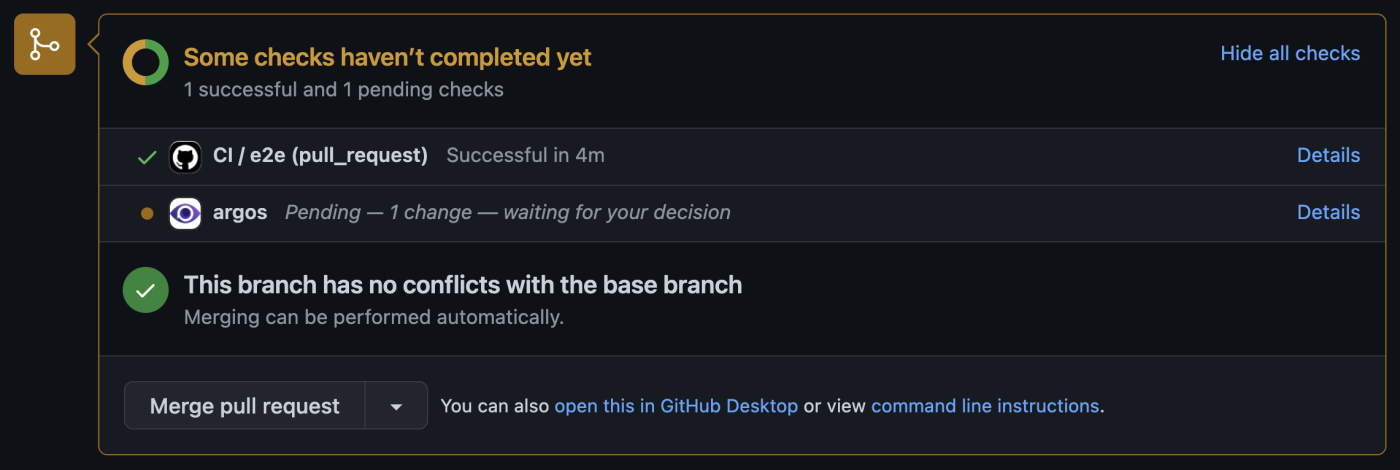 Some checks haven’t completed yet
Hide all checks
1 successful and 1 pending checks
CI / e2e (pull_request) Successful in 4m Details
argos Pending — 1 change — waiting for your decision Details
This branch has no conflicts with the base branch
Merging can be performed automatically.
Merge pull request You can also open this in GitHub Desktop or view command line instructions.